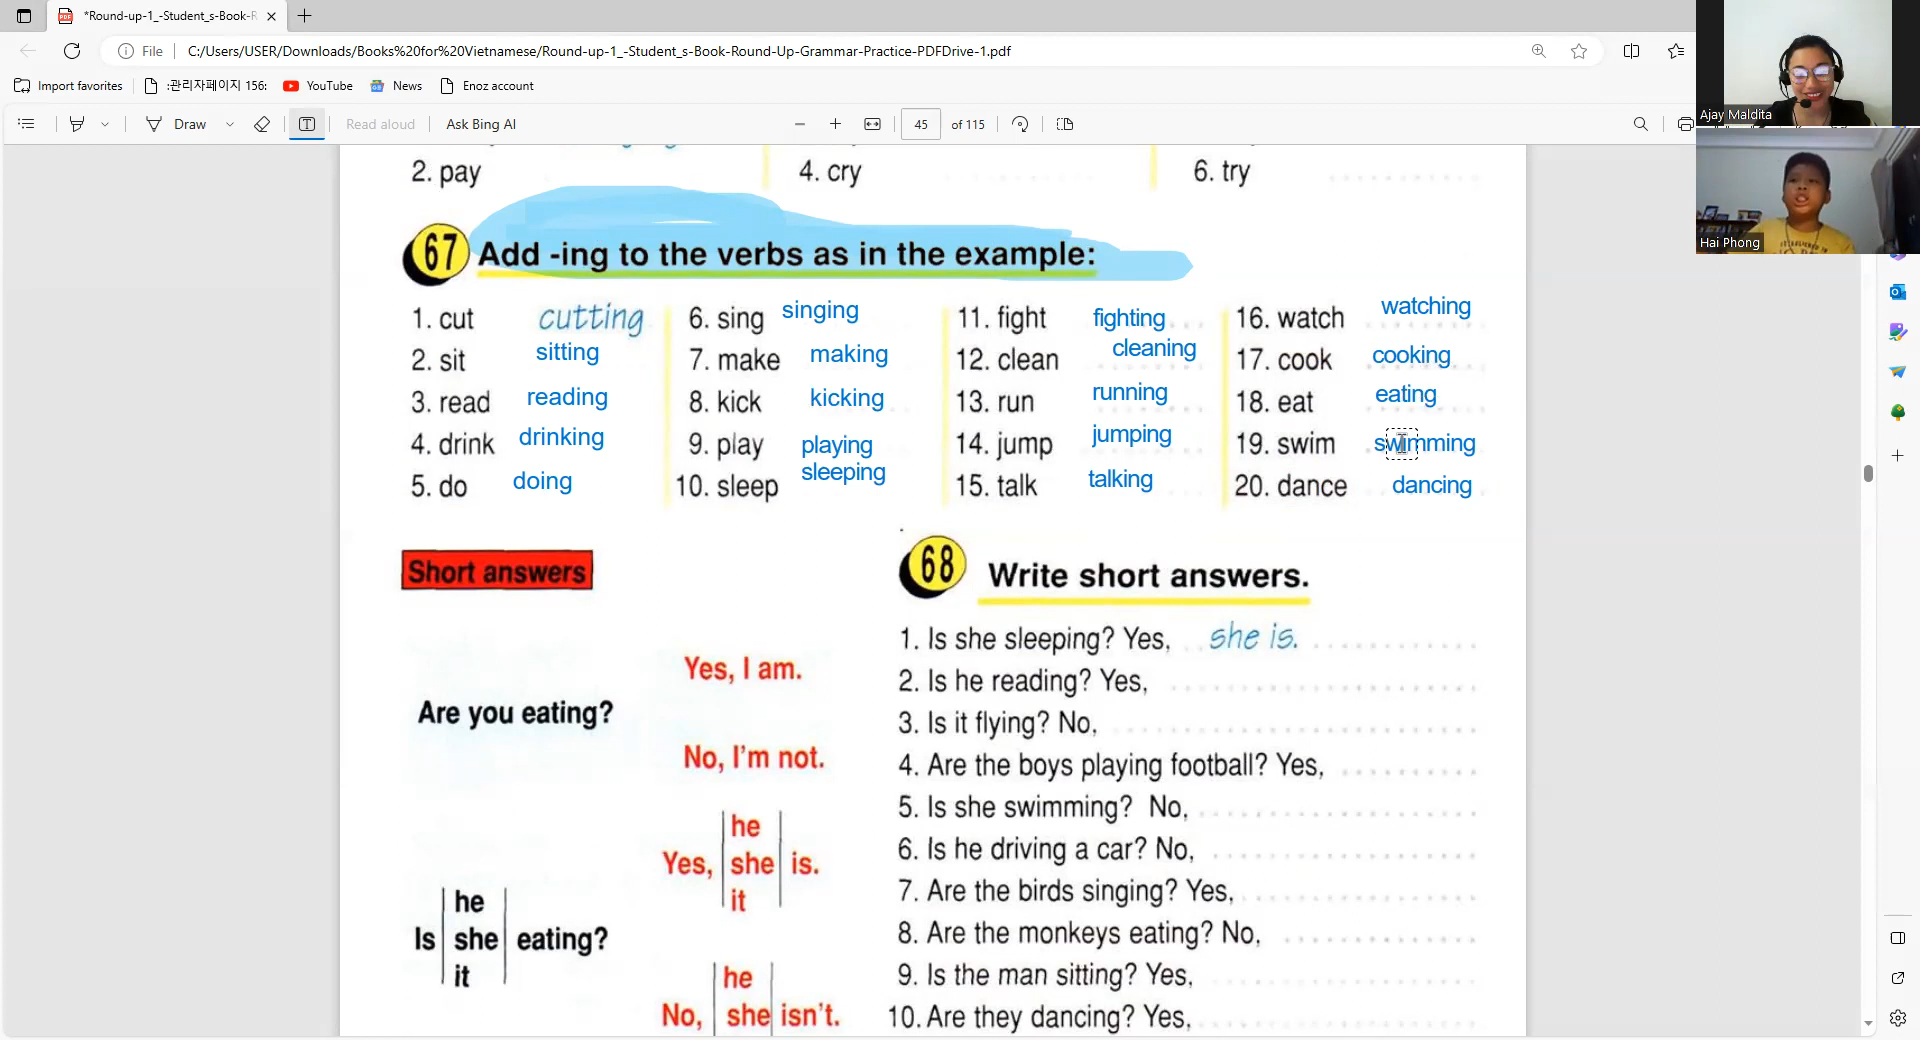 *Round-up-1_-Student_s-Book-R
File
C:/Users/USER/Downloads/Books%20for%20Vietnamese/Round-up-1_-Student_s-Book-Round-Up-Grammar-Practice-PDFDrive-1.pdf
Import favorites
:관리자페이지 156:
YouTube
News
Enoz account
Draw
Read aloud
Ask Bing AI
45 of 115
Ajay Maldita
Hai Phong
2. pay
4. cry
6. try
67 Add -ing to the verbs as in the example:
1. cut cutting
2. sit sitting
3. read reading
4. drink drinking
5. do doing
6. sing singing
7. make making
8. kick kicking
9. play playing
10. sleep sleeping
11. fight fighting
12. clean cleaning
13. run running
14. jump jumping
15. talk talking
16. watch watching
17. cook cooking
18. eat eating
19. swim swimming
20. dance dancing
Short answers
Are you eating?
Yes, I am.
No, I'm not.
Is he she it eating?
Yes, he she it is.
No, he she isn't.
68 Write short answers.
1. Is she sleeping? Yes, she is.
2. Is he reading? Yes,
3. Is it flying? No,
4. Are the boys playing football? Yes,
5. Is she swimming? No,
6. Is he driving a car? No,
7. Are the birds singing? Yes,
8. Are the monkeys eating? No,
9. Is the man sitting? Yes,
10. Are they dancing? Yes,